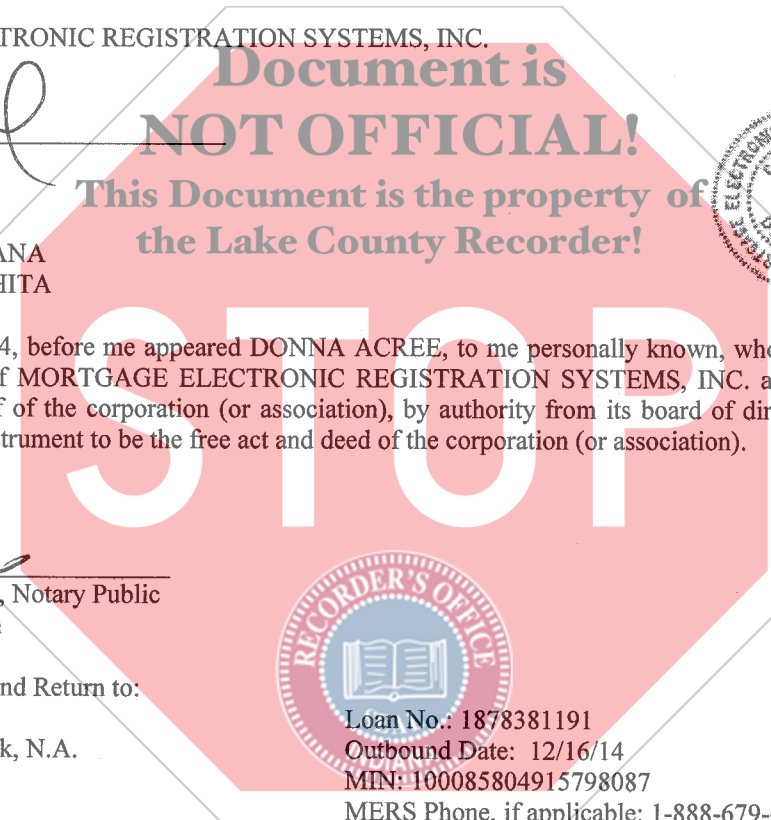 TRONIC REGISTRATION SYSTEMS, INC.
Document is
NOT OFFICIAL!
This Document is the property of
the Lake County Recorder!
ANA
HITA
STOP
4, before me appeared DONNA ACREE, to me personally known, who
f MORTGAGE ELECTRONIC REGISTRATION SYSTEMS, INC. a
f of the corporation (or association), by authority from its board of dir
trument to be the free act and deed of the corporation (or association).
, Notary Public
RECORDER'S OFFICE
INDIANA
nd Return to:
k, N.A.
Loan No.: 1878381191
Outbound Date: 12/16/14
MIN: 100085804915798087
MERS Phone, if applicable: 1-888-679-